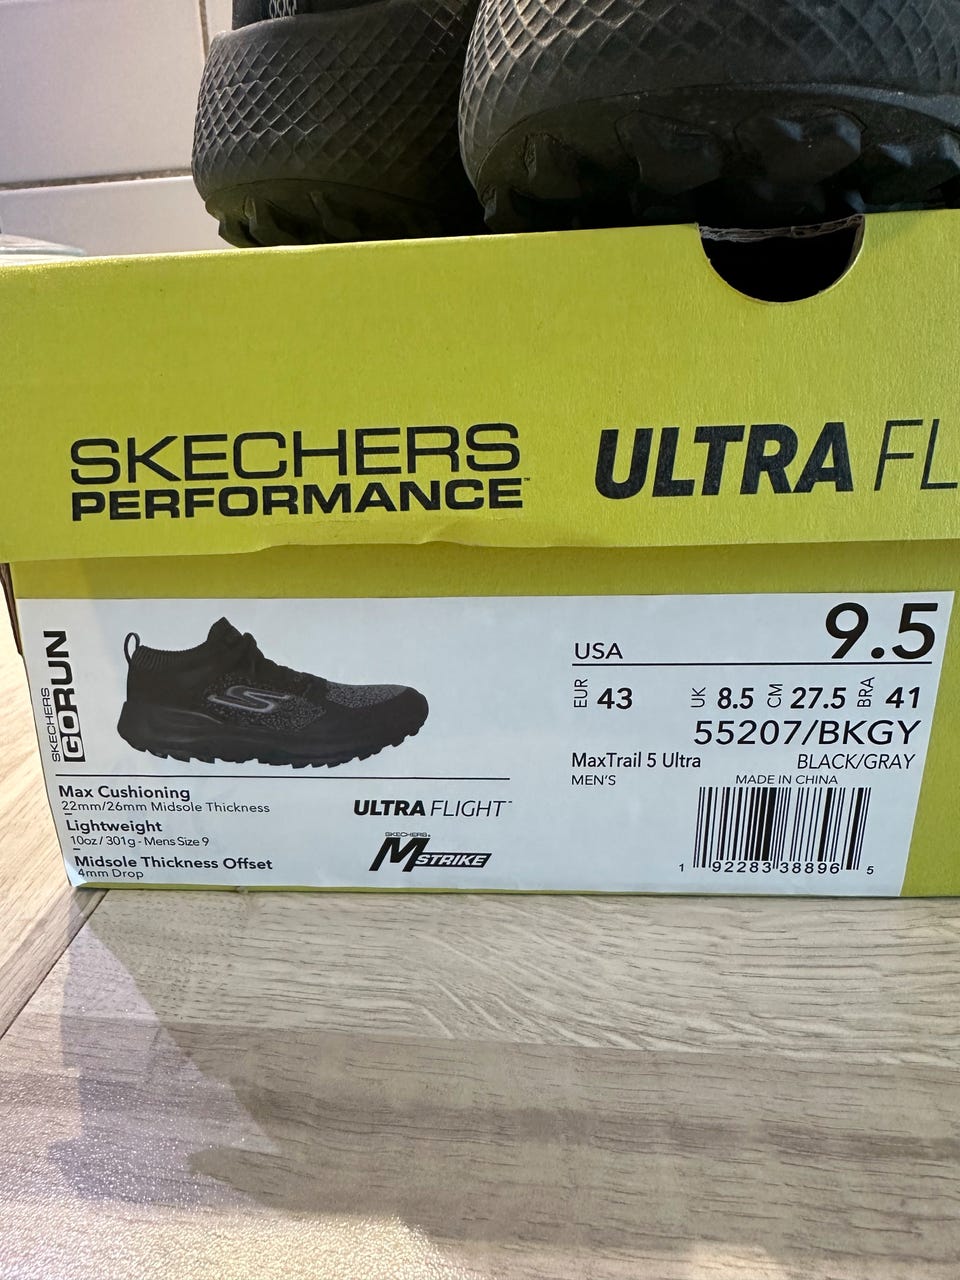 SKECHERS
PERFORMANCE™
ULTRA FL
SKECHERS
GORUN
USA 9.5
EUR 43 UK 8.5 CM 27.5 BRA 41
55207/BKGY
MaxTrail 5 Ultra BLACK/GRAY
MEN'S
MADE IN CHINA
1 92283 38896 5
Max Cushioning
22mm/26mm Midsole Thickness
Lightweight
10oz / 301g - Mens Size 9
Midsole Thickness Offset
4mm Drop
ULTRA FLIGHT™
SKECHERS
M STRIKE